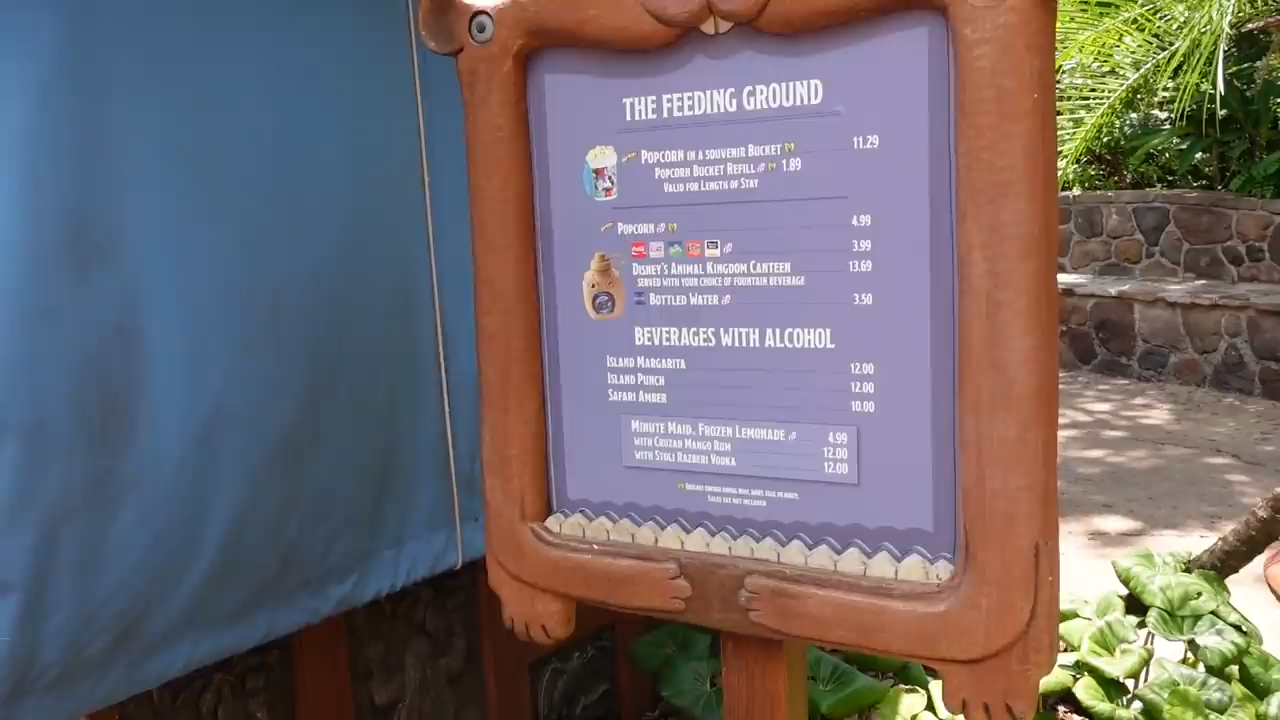 THE FEEDING GROUND
POPCORN IN A SOUVENIR BUCKET 11.29
POPCORN BUCKET REFILL 1.89
VALID FOR LENGTH OF STAY
POPCORN 4.99
Coca-Cola 3.99
DISNEY'S ANIMAL KINGDOM CANTEEN 13.69
SERVED WITH YOUR CHOICE OF FOUNTAIN BEVERAGE
BOTTLED WATER 3.50
BEVERAGES WITH ALCOHOL
ISLAND MARGARITA 12.00
ISLAND PUNCH 12.00
SAFARI AMBER 10.00
MINUTE MAID® FROZEN LEMONADE 4.99
WITH CRUZAN MANGO RUM 12.00
WITH STOLI RAZBERI VODKA 12.00
SALES TAX NOT INCLUDED